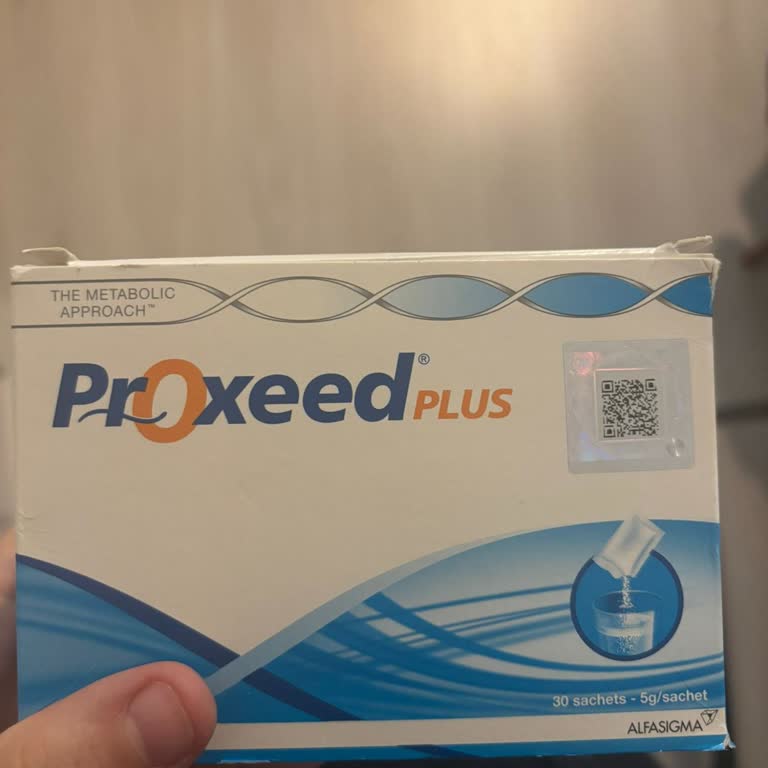 THE METABOLIC
APPROACH™
Proxeed® PLUS
30 sachets - 5g/sachet
ALFASIGMA